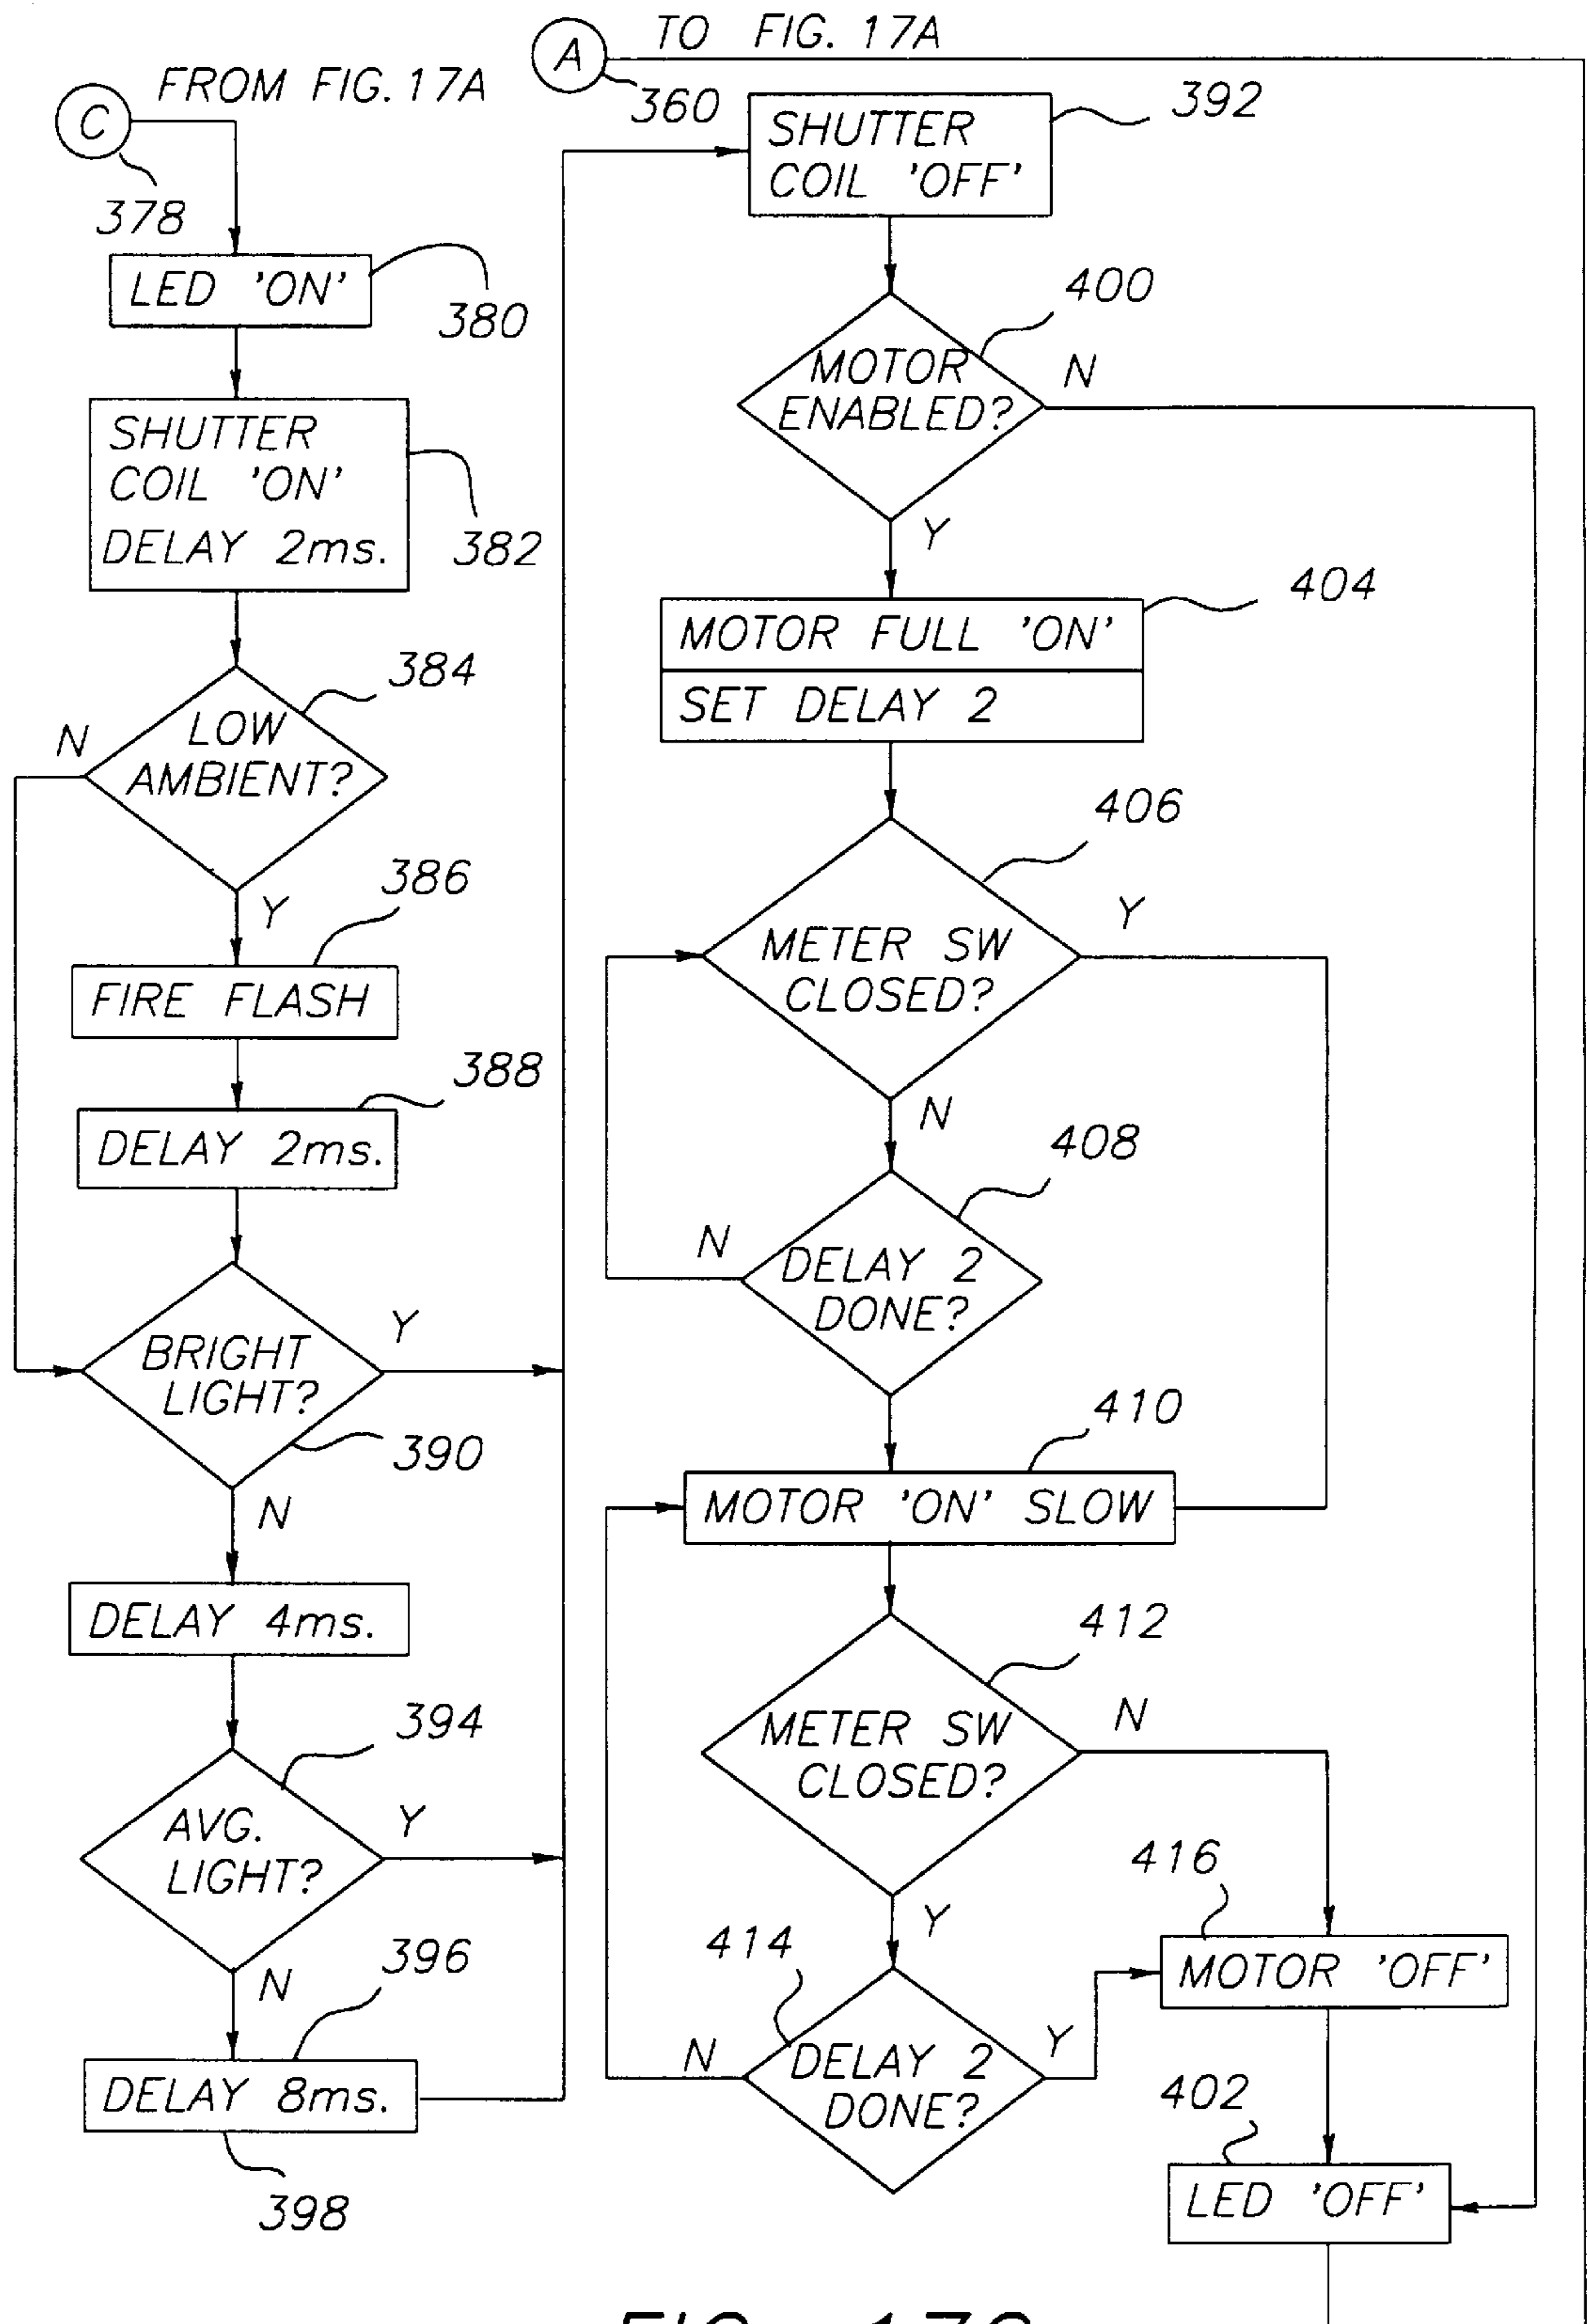 C FROM FIG. 17A
378
LED 'ON'
380
SHUTTER
COIL 'ON'
DELAY 2ms.
382
384
LOW
AMBIENT?
N
Y
386
FIRE FLASH
388
DELAY 2ms.
BRIGHT
LIGHT?
Y
390
N
DELAY 4ms.
394
AVG.
LIGHT?
Y
N
396
DELAY 8ms.
398
A TO FIG. 17A
360
SHUTTER
COIL 'OFF'
392
400
MOTOR
ENABLED?
N
Y
404
MOTOR FULL 'ON'
SET DELAY 2
406
METER SW
CLOSED?
Y
N
408
DELAY 2
DONE?
N
410
MOTOR 'ON' SLOW
412
METER SW
CLOSED?
N
Y
414
DELAY 2
DONE?
N
Y
416
MOTOR 'OFF'
402
LED 'OFF'